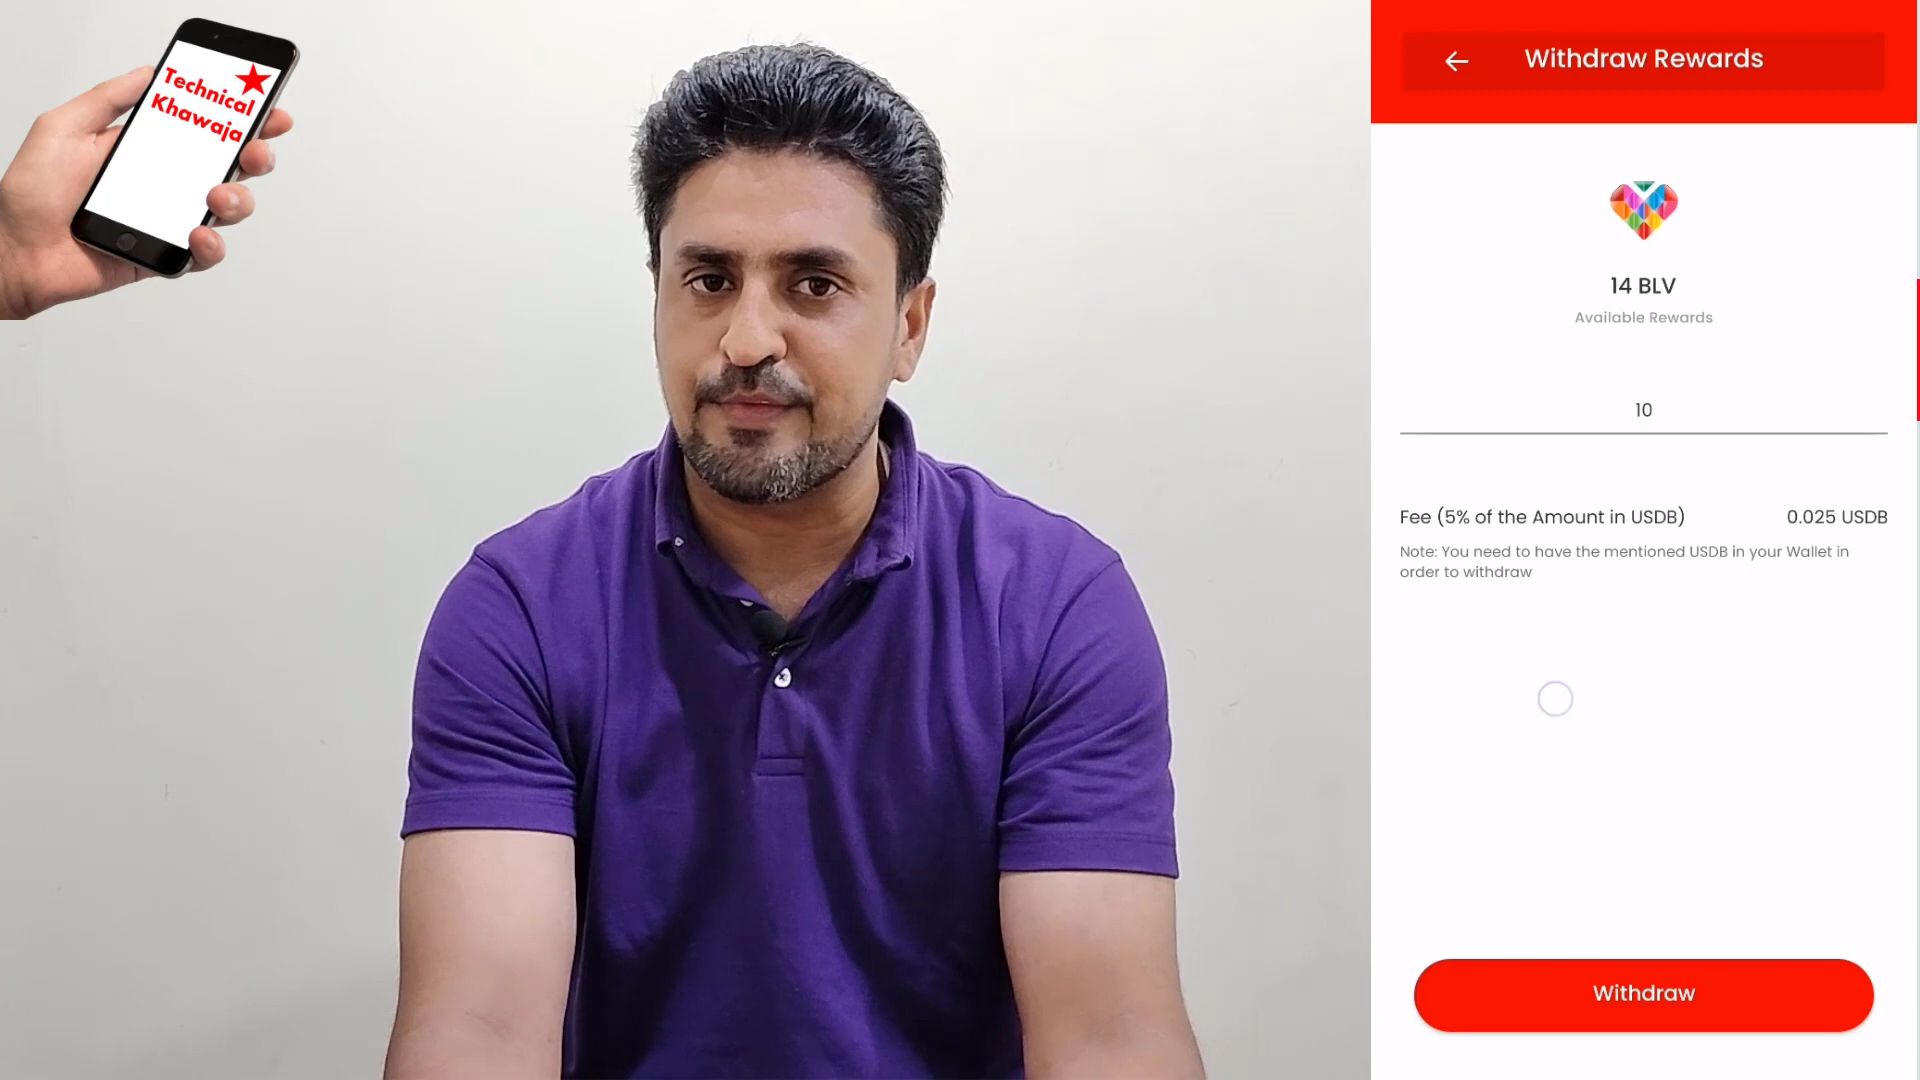 Technical
Khawaja
Withdraw Rewards
14 BLV
Available Rewards
10
Fee (5% of the Amount in USDB) 0.025 USDB
Note: You need to have the mentioned USDB in your Wallet in
order to withdraw
Withdraw